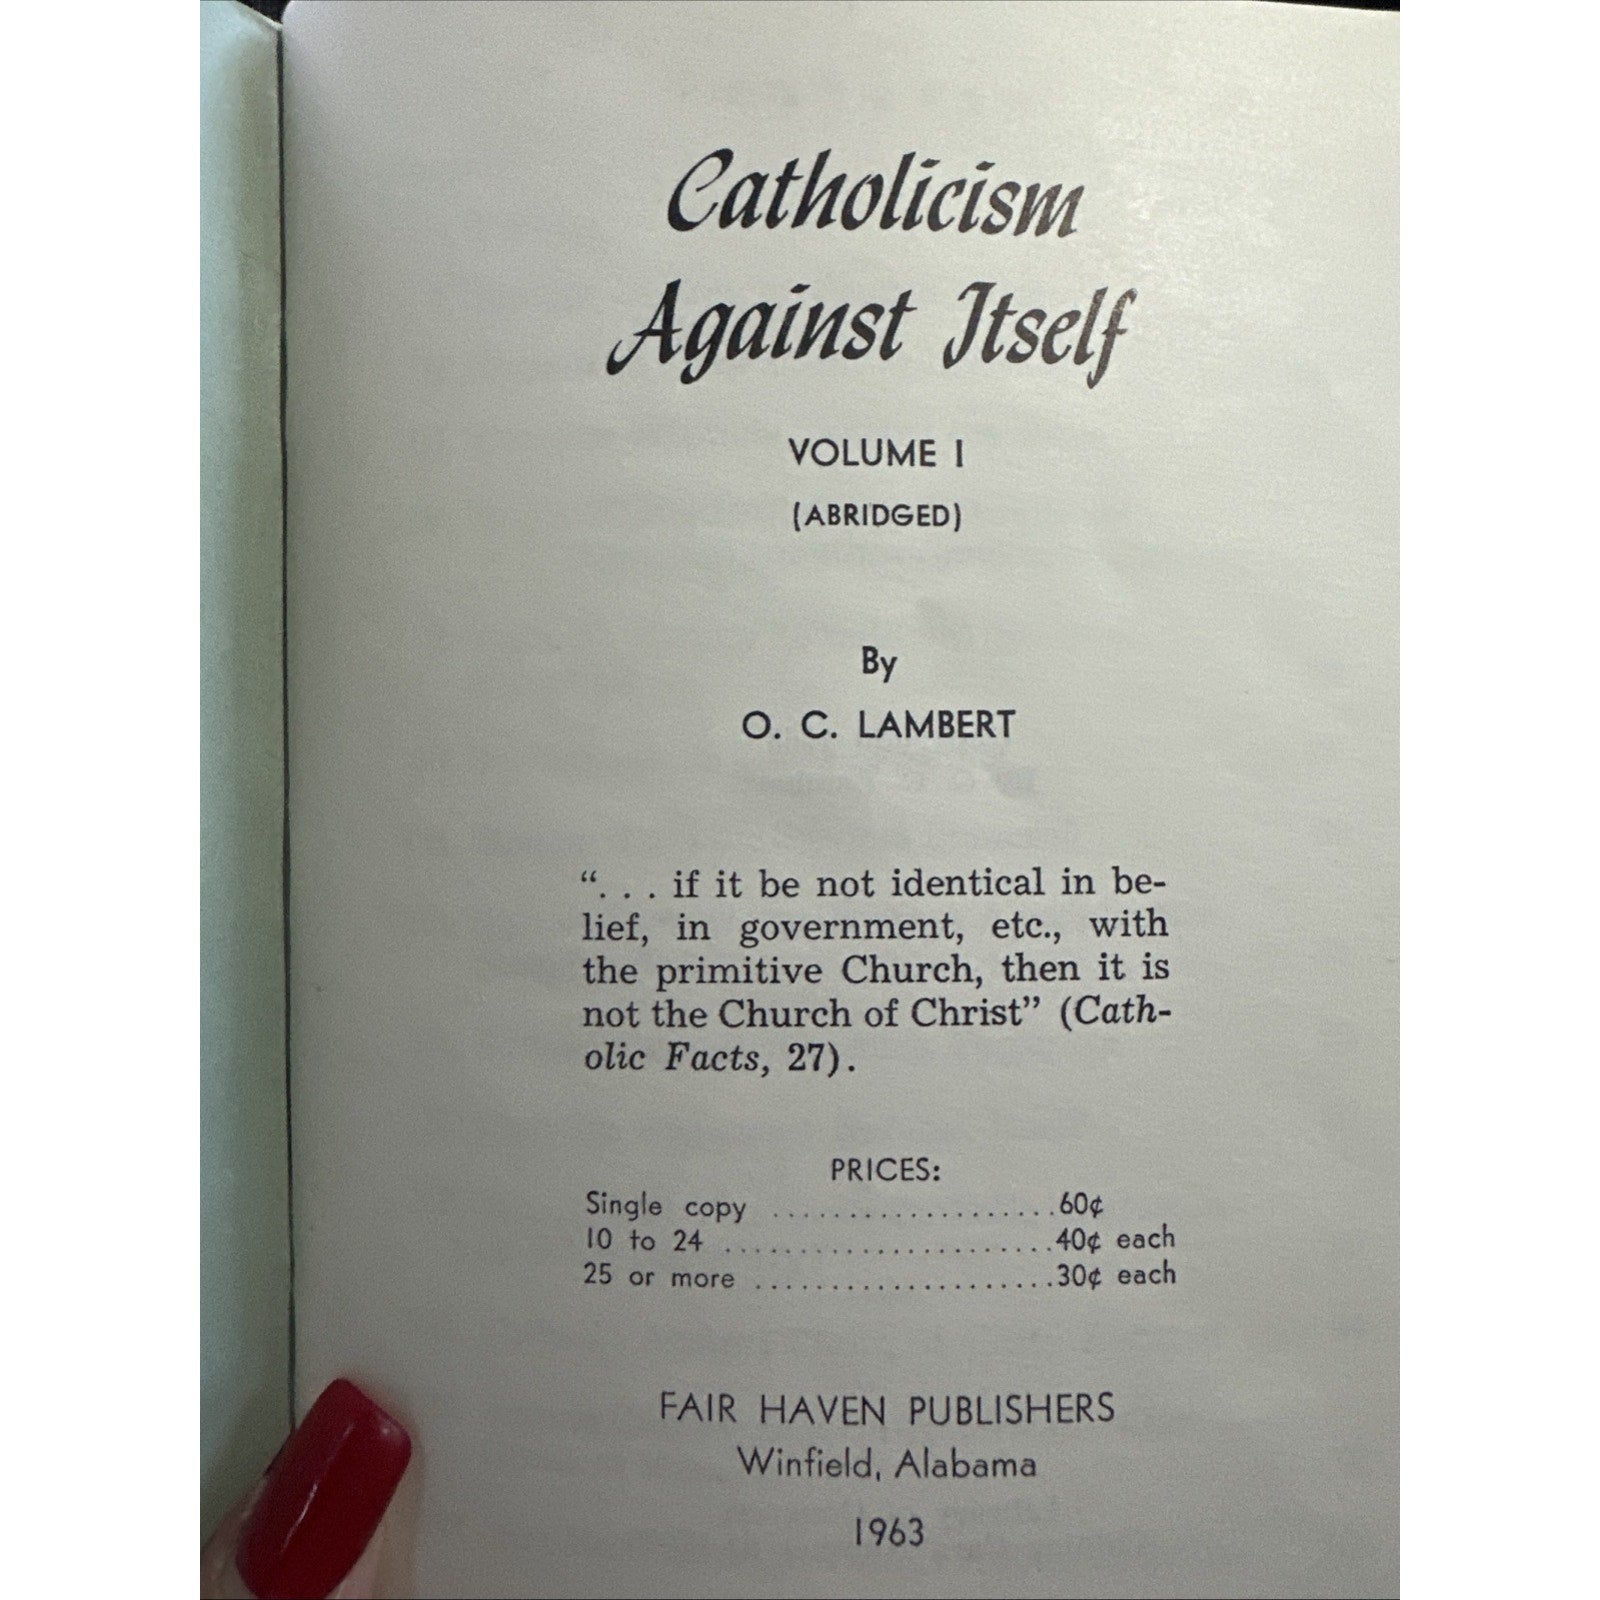 Catholicism
Against Itself
VOLUME I
(ABRIDGED)
By
O. C. LAMBERT
“. . . if it be not identical in be-
lief, in government, etc., with
the primitive Church, then it is
not the Church of Christ” (Cath-
olic Facts, 27).
PRICES:
Single copy ....................60¢
10 to 24 .......................40¢ each
25 or more .....................30¢ each
FAIR HAVEN PUBLISHERS
Winfield, Alabama
1963